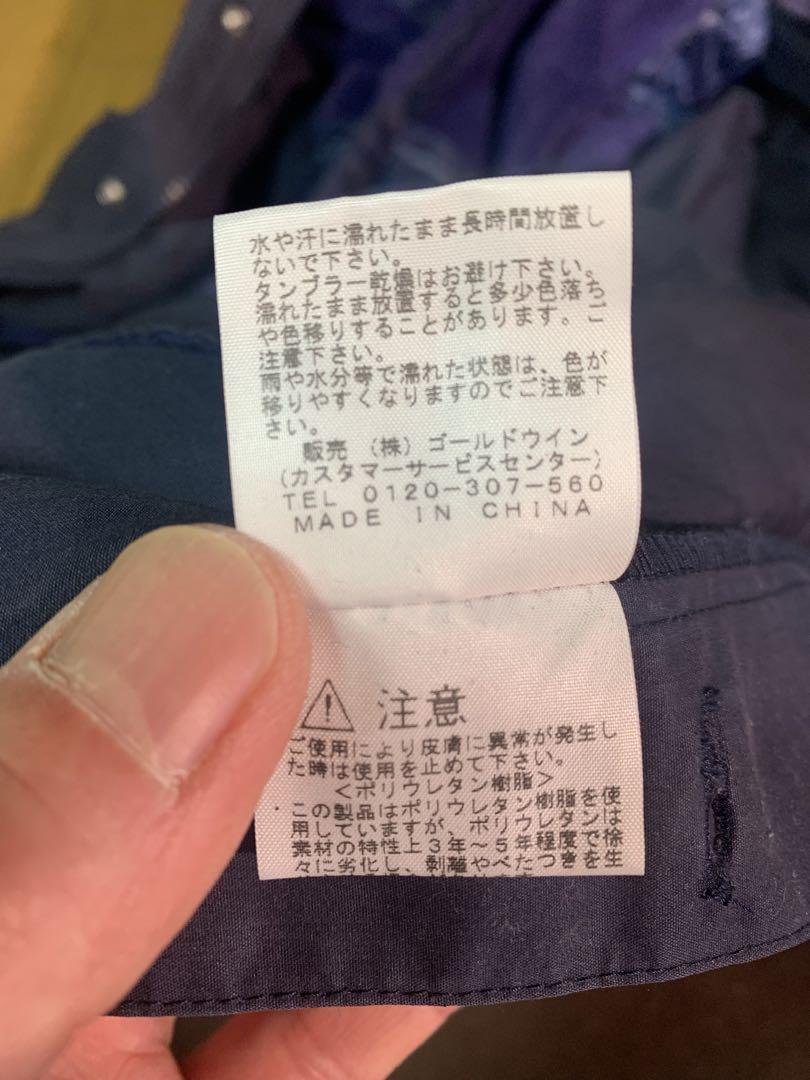 水や汗に濡れたまま長時間放置し
ないで下さい。
タンブラー乾燥はお避け下さい。
濡れたまま放置すると多少色落ち
や色移りすることがあります。ご
注意下さい。
雨や水分等で濡れた状態は、色が
移りやすくなりますのでご注意下
さい。
販売 (株) ゴールドウイン
(カスタマーサービスセンター)
TEL 0120-307-560
MADE IN CHINA
注意
ご使用により皮膚に異常が発生し
た時は使用を止めて下さい。
<ポリウレタン樹脂>
・この製品はポリウレタン樹脂を使
用していますが、ポリウレタンは
素材の特性上3年~5年程度で徐
々に劣化し、剥離やべたつきを生